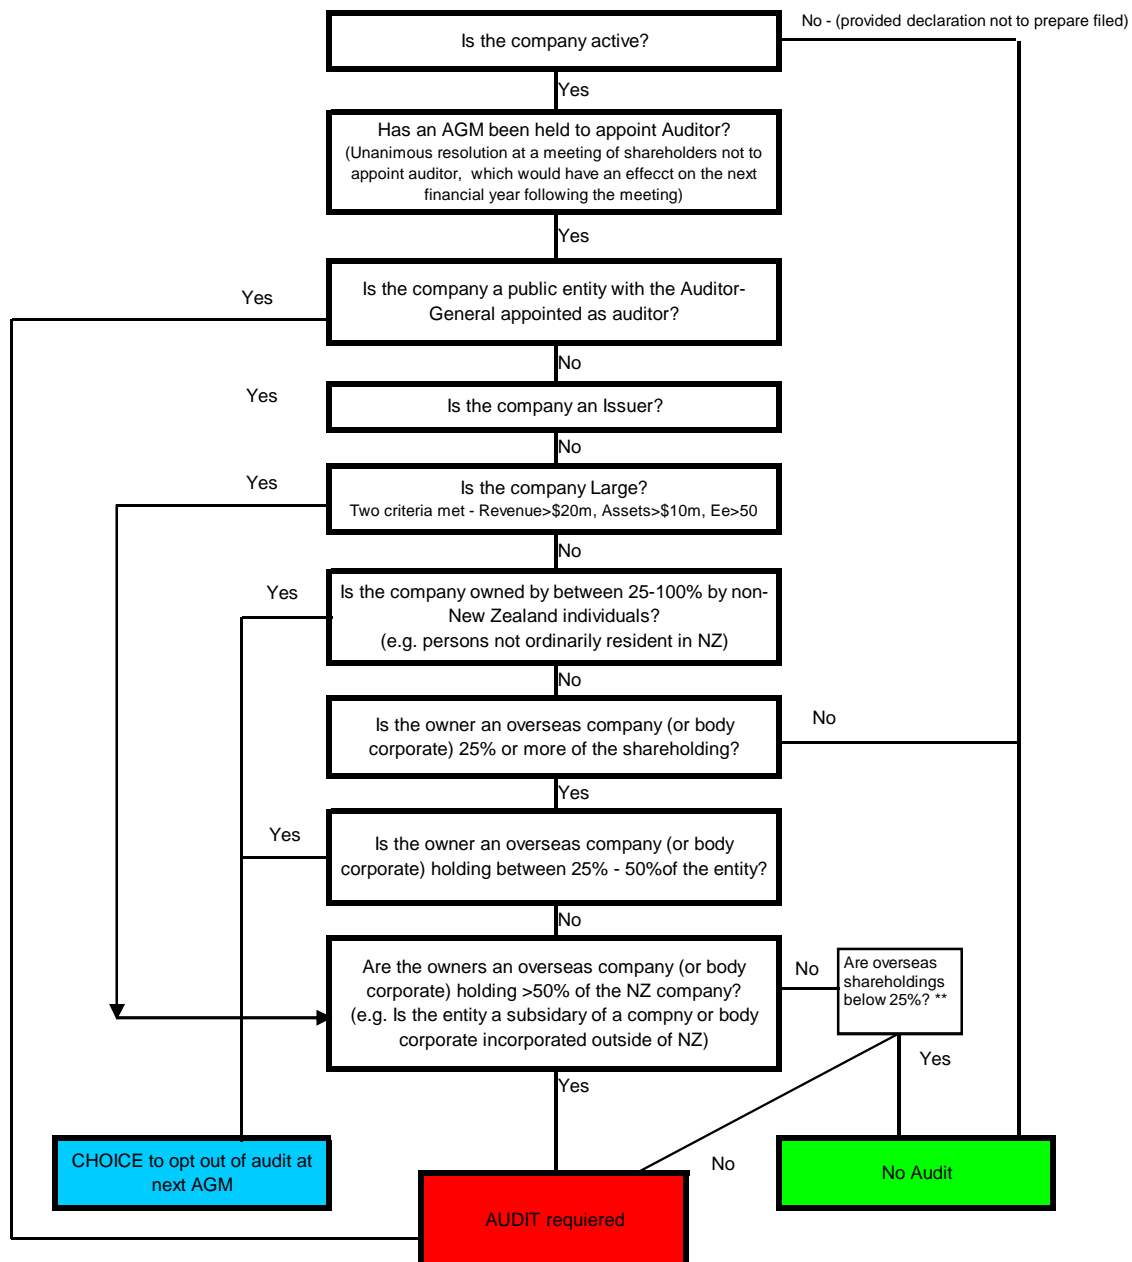 No - (provided declaration not to prepare filed)
Is the company active?
Yes
Has an AGM been held to appoint Auditor?
(Unanimous resolution at a meeting of shareholders not to
appoint auditor, which would have an effecct on the next
financial year following the meeting)
Yes
Yes
Is the company a public entity with the Auditor-
General appointed as auditor?
No
Yes
Is the company an Issuer?
No
Yes
Is the company Large?
Two criteria met - Revenue>$20m, Assets>$10m, Ee>50
No
Yes
Is the company owned by between 25-100% by non-
New Zealand individuals?
(e.g. persons not ordinarily resident in NZ)
No
Is the owner an overseas company (or body
corporate) 25% or more of the shareholding?
No
Yes
Yes
Is the owner an overseas company (or body
corporate) holding between 25% - 50%of the entity?
No
Are the owners an overseas company (or body
corporate) holding >50% of the NZ company?
(e.g. Is the entity a subsidary of a compny or body
corporate incorporated outside of NZ)
No
Are overseas
shareholdings
below 25%? **
Yes
Yes
No
CHOICE to opt out of audit at
next AGM
AUDIT requiered
No Audit